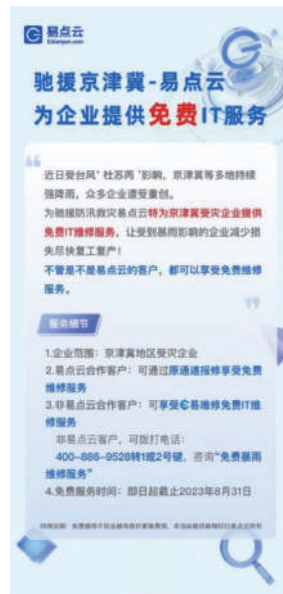 易点云
Edianyun.com
驰援京津冀-易点云
为企业提供免费IT服务
近日受台风"杜苏芮"影响,京津冀等多地持续
强降雨,众多企业遭受重创。
为驰援防汛救灾易点云特为京津冀受灾企业提供
免费IT维修服务,让受到暴雨影响的企业减少损
失尽快复工复产!
不管是不是易点云的客户,都可以享受免费维修
服务。
服务细节
1.企业范围:京津冀地区受灾企业
2.易点云合作客户:可通过原通道报修享受免费
维修服务
3.非易点云合作客户:可享受易维修免费IT维
修服务
非易点云客户,可拨打电话:
400-886-9528转1或2号键,咨询"免费暴雨
维修服务"
4.免费服务时间:即日起截止2023年8月31日